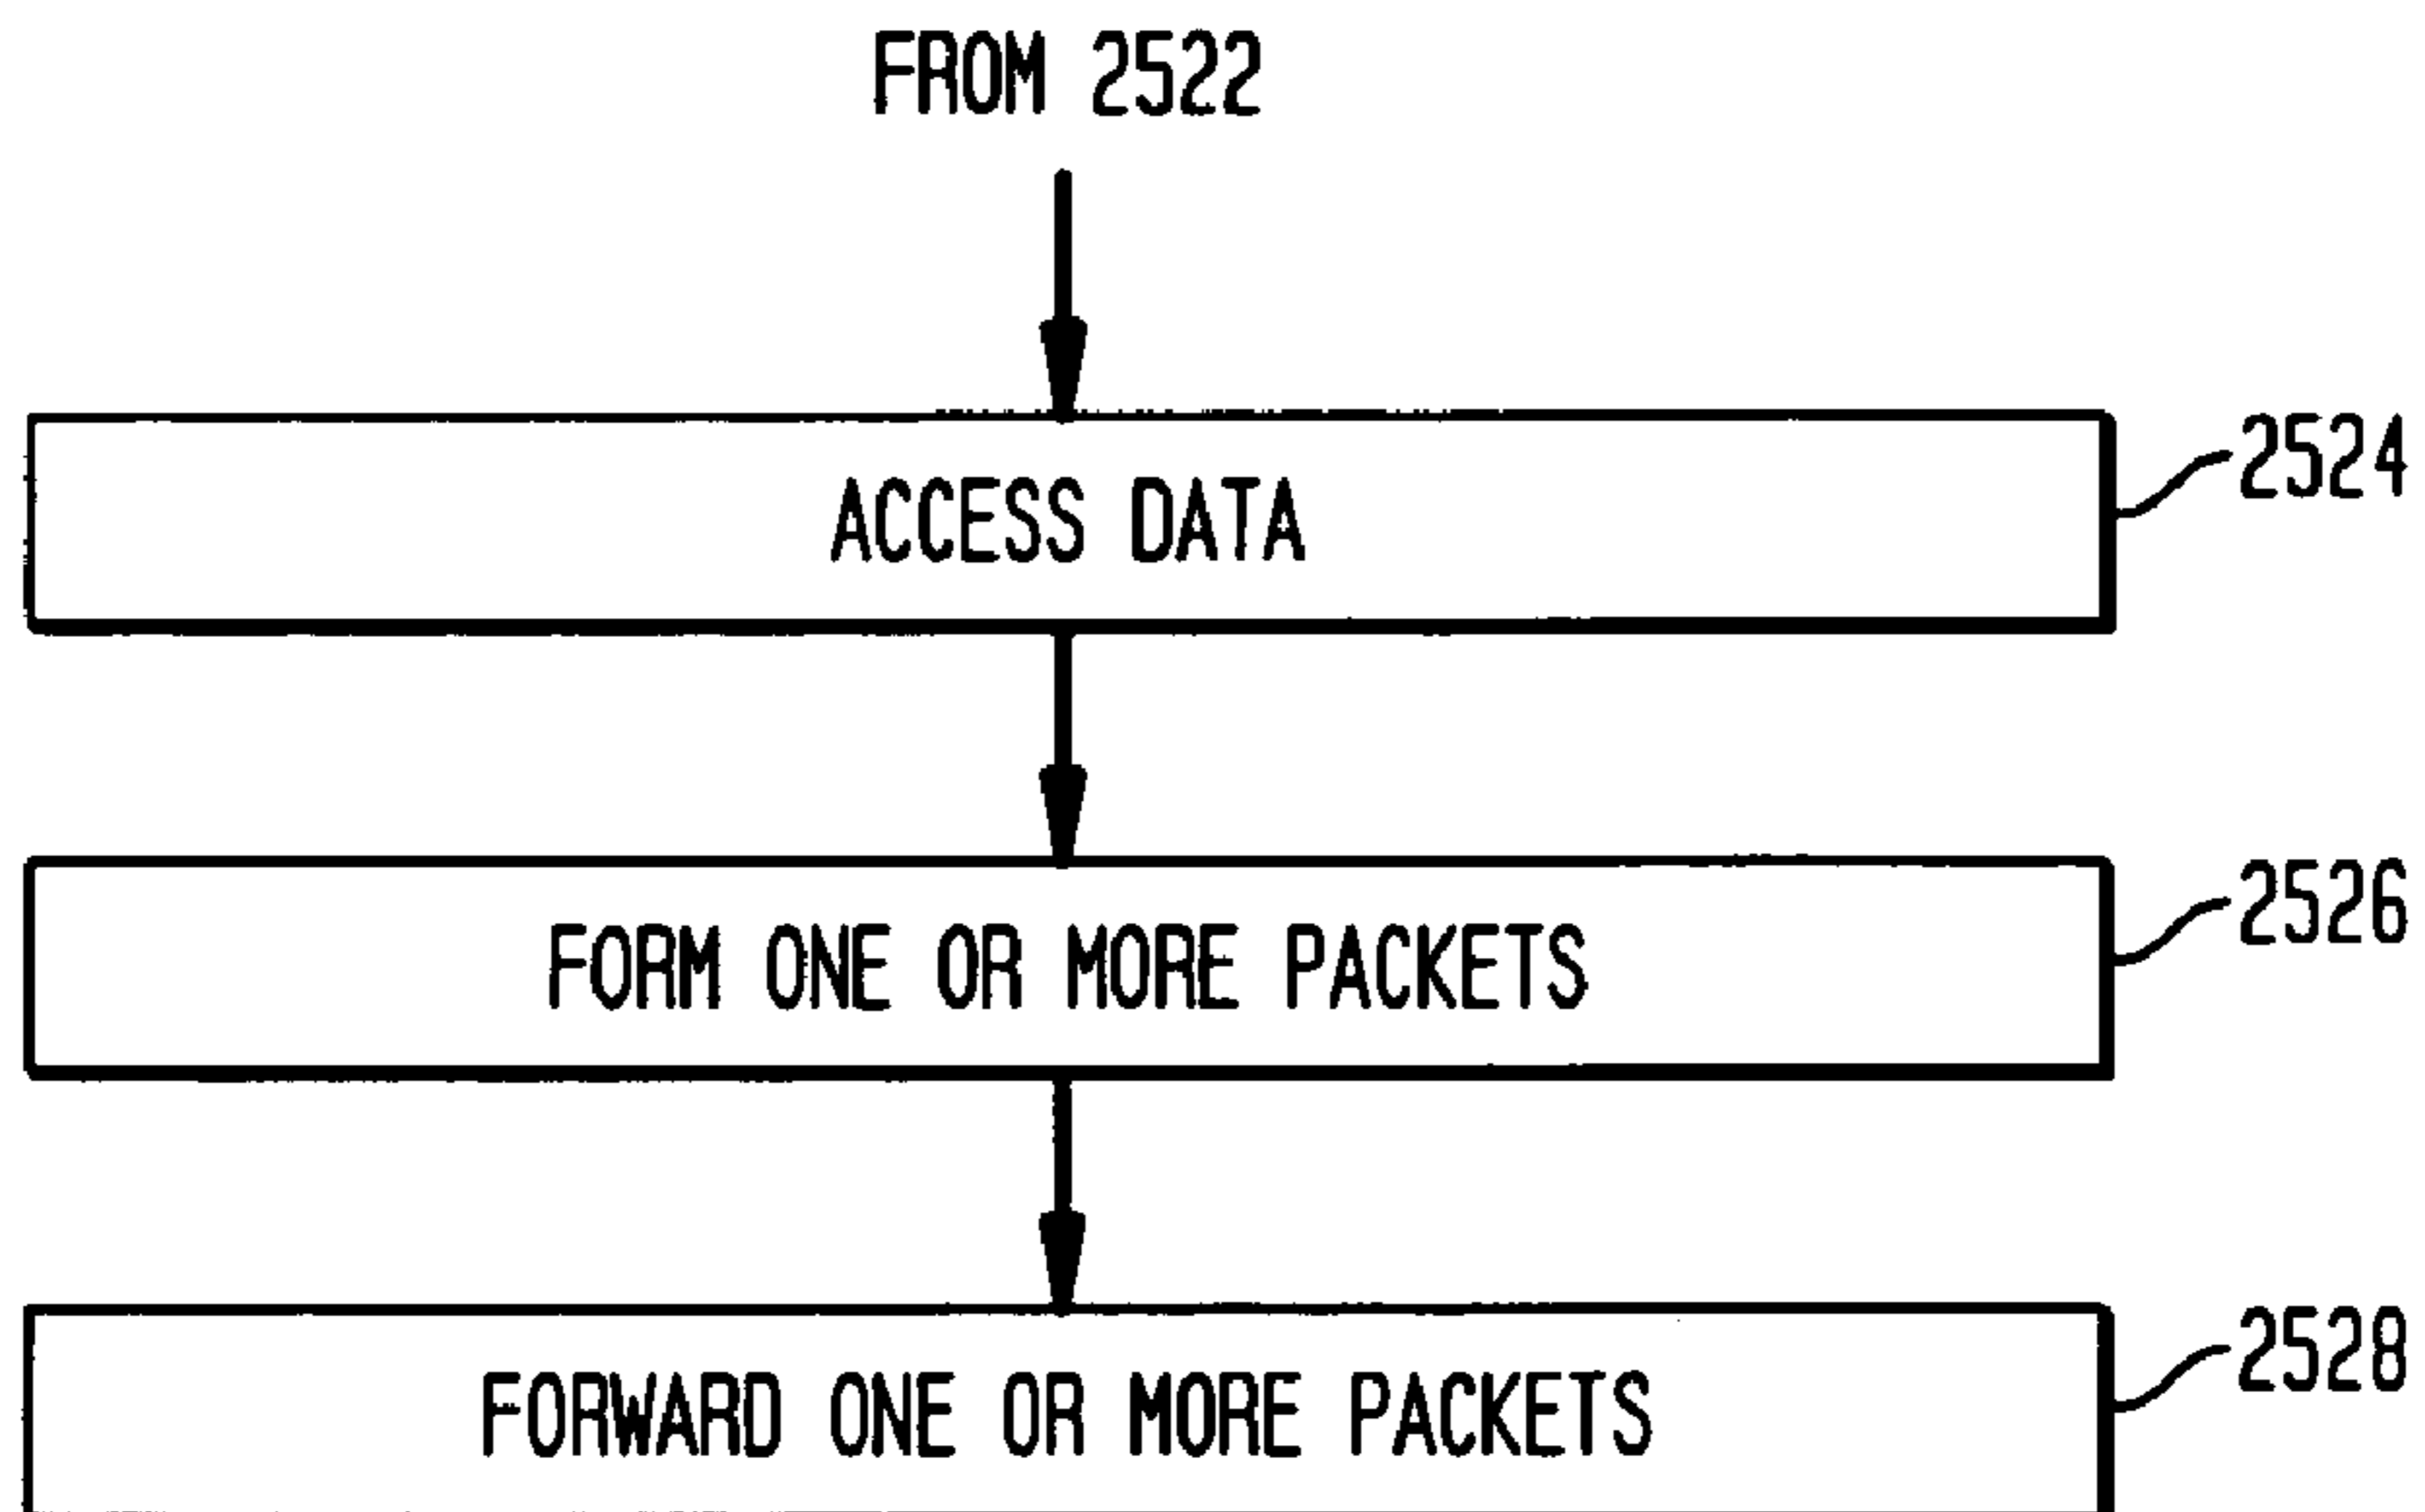 FROM 2522
2524
ACCESS DATA
2526
FORM ONE OR MORE PACKETS
2528
FORWARD ONE OR MORE PACKETS